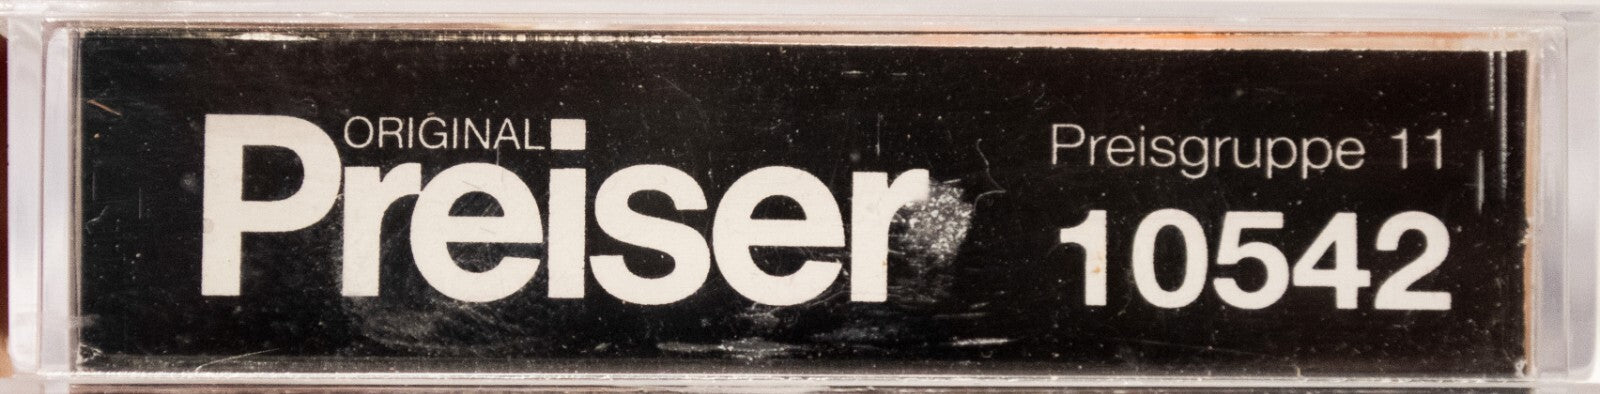 ORIGINAL
Preiser
Preisgruppe 11
10542